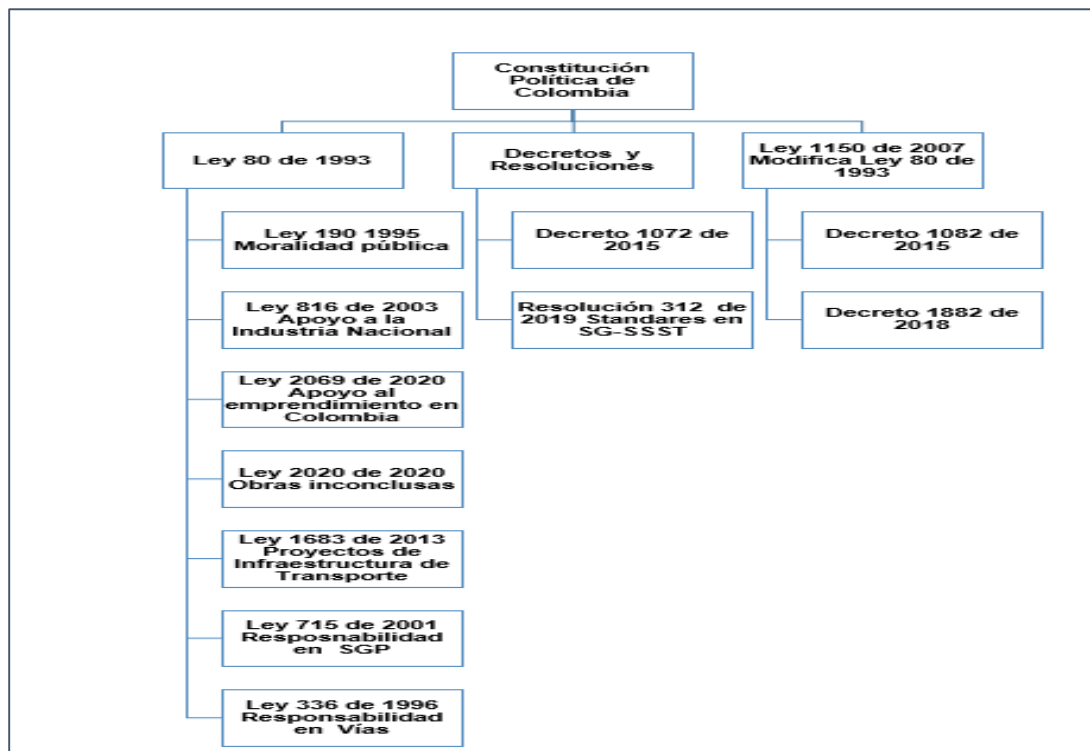 Constitución
Política de
Colombia
Ley 80 de 1993
Decretos y
Resoluciones
Ley 1150 de 2007
Modifica Ley 80 de
1993
Ley 190 1995
Moralidad pública
Ley 816 de 2003
Apoyo a la
Industria Nacional
Ley 2069 de 2020
Apoyo al
emprendimiento en
Colombia
Ley 2020 de 2020
Obras inconclusas
Ley 1683 de 2013
Proyectos de
Infraestructura de
Transporte
Ley 715 de 2001
Resposnabilidad
en SGP
Ley 336 de 1996
Responsabilidad
en Vías
Decreto 1072 de
2015
Resolución 312 de
2019 Standares en
SG-SSST
Decreto 1082 de
2015
Decreto 1882 de
2018